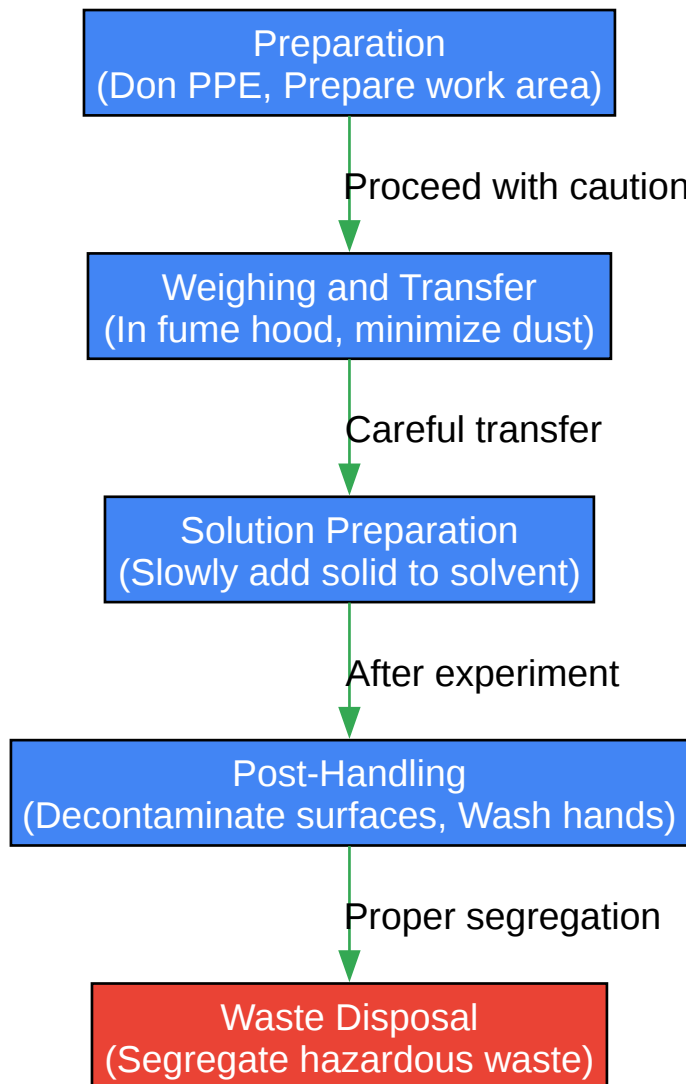 Preparation
(Don PPE, Prepare work area)
Proceed with caution
Weighing and Transfer
(In fume hood, minimize dust)
Careful transfer
Solution Preparation
(Slowly add solid to solvent)
After experiment
Post-Handling
(Decontaminate surfaces, Wash hands)
Proper segregation
Waste Disposal
(Segregate hazardous waste)